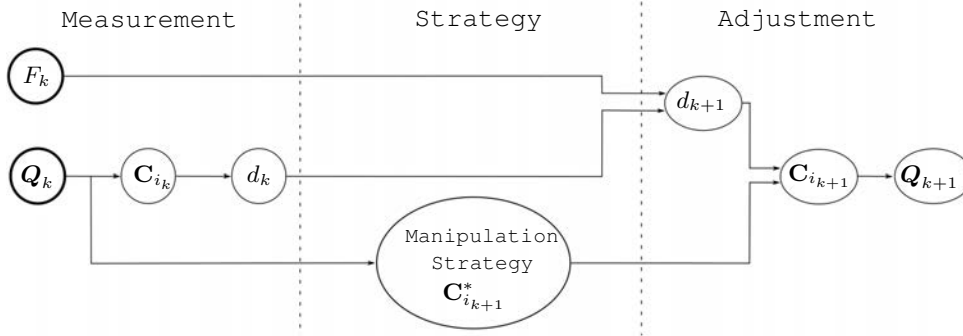 Measurement Strategy Adjustment
F_k
d_{k+1}
Q_k C_{i_k} d_k C_{i_{k+1}} Q_{k+1}
Manipulation
Strategy
C^*_{i_{k+1}}